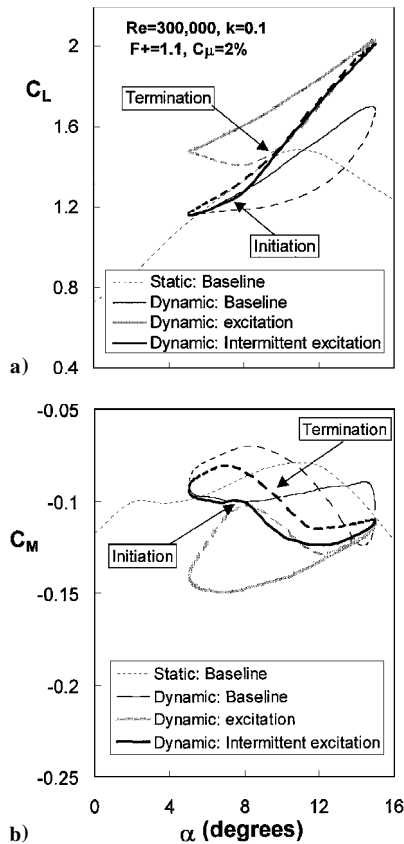 Re=300,000, k=0.1
F+=1.1, Cμ=2%
2
CL
Termination
1.6
1.2
Initiation
0.8
Static: Baseline
Dynamic: Baseline
Dynamic: excitation
Dynamic: Intermittent excitation
a)
0.4
-0.05
Termination
CM
-0.1
Initiation
-0.15
Static: Baseline
-0.2
Dynamic: Baseline
Dynamic: excitation
Dynamic: Intermittent excitation
-0.25
0 4 8 12 16
b)
α (degrees)